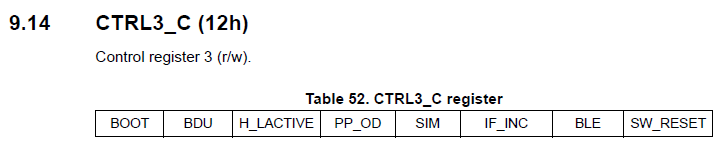 9.14 CTRL3_C (12h)
Control register 3 (r/w).
Table 52. CTRL3_C register
BOOT BDU H_LACTIVE PP_OD SIM IF_INC BLE SW_RESET